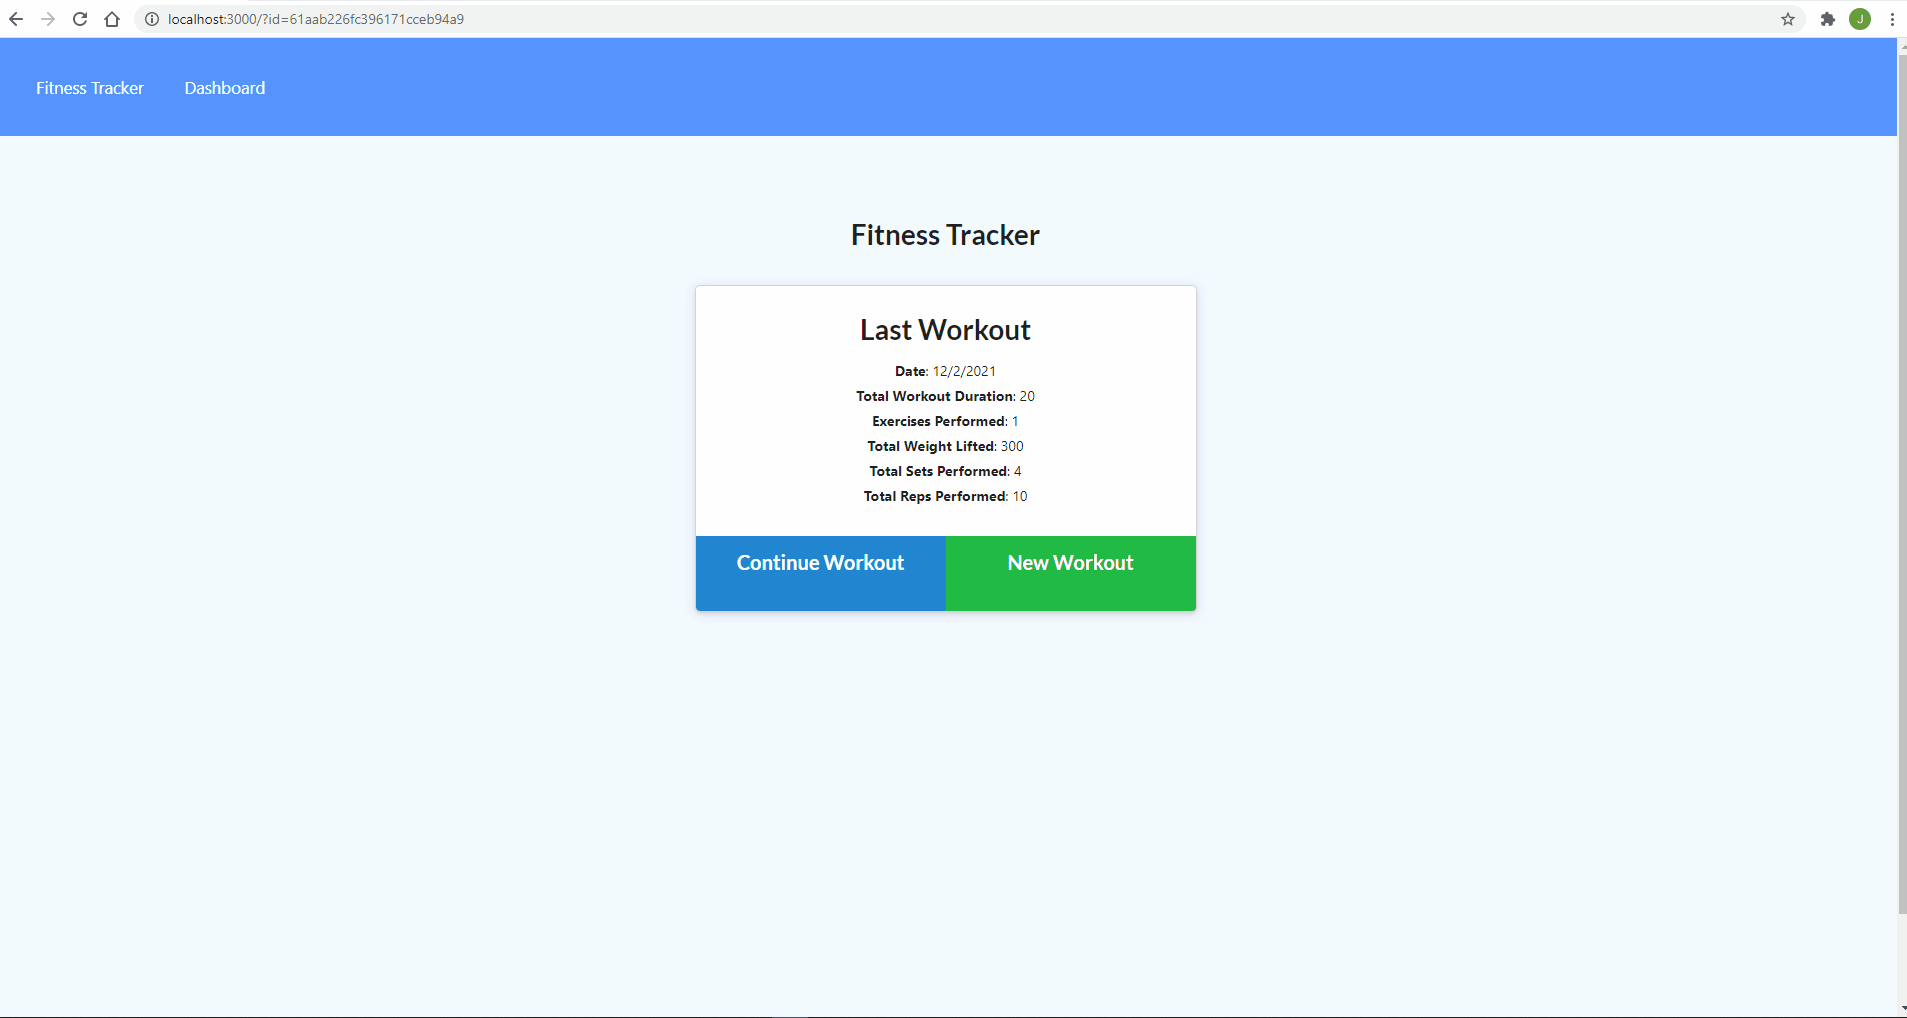 localhost:3000/?id=61aab226fc396171cceb94a9
J
Fitness Tracker Dashboard
Fitness Tracker
Last Workout
Date: 12/2/2021
Total Workout Duration: 20
Exercises Performed: 1
Total Weight Lifted: 300
Total Sets Performed: 4
Total Reps Performed: 10
Continue Workout New Workout